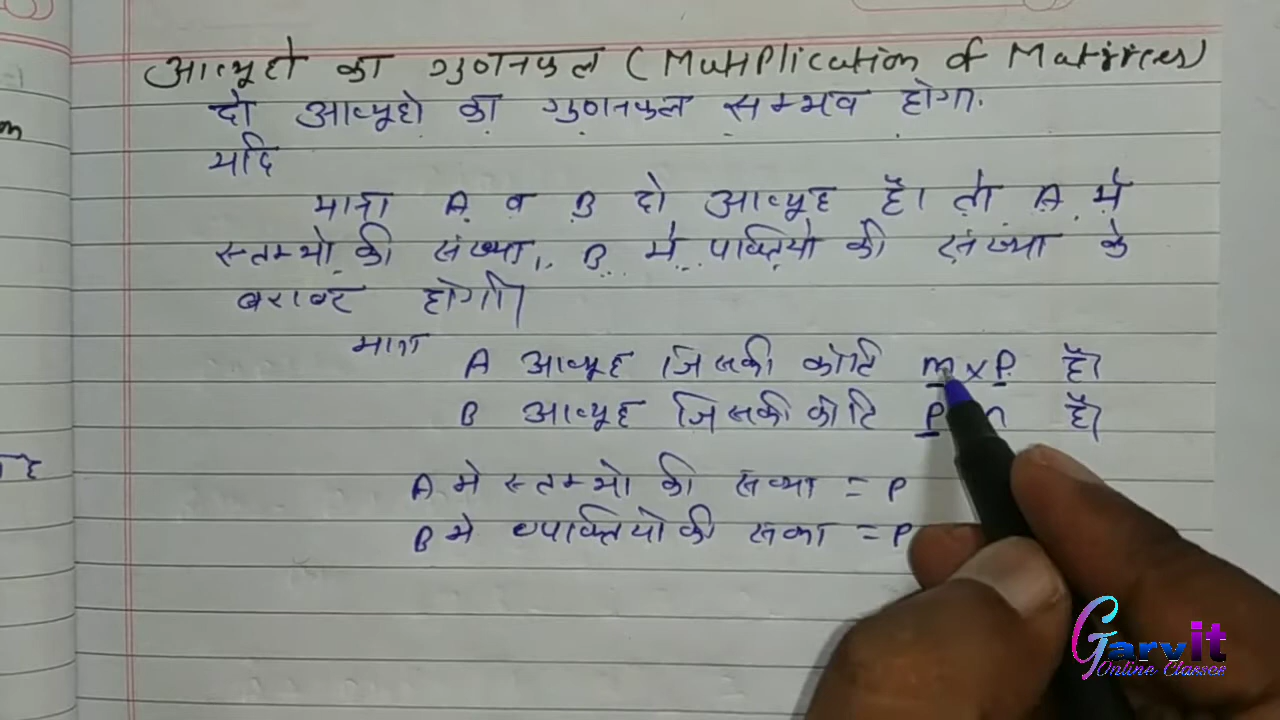 आव्यूहो का गुणनफल (Multiplication of Matrices)
दो आव्यूहो का गुणनफल सम्भव होगा.
यदि
माना A व B दो आव्यूह है। तो A मे
स्तम्भो की संख्या, B मे पंक्तियो की संख्या के
बराबर होगी।
माना A आव्यूह जिसकी कोटि m × P है।
B आव्यूह जिसकी कोटि P n है।
A मे स्तम्भो की संख्या = P
B मे पंक्तियो की = P
Garvit
Online Classes